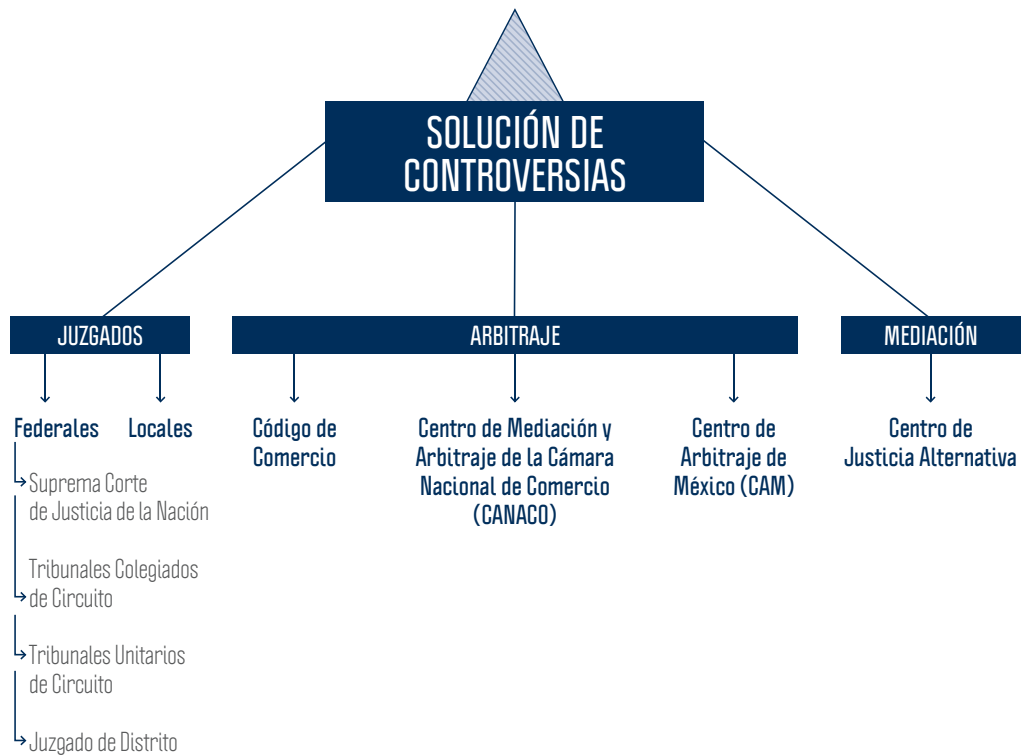 SOLUCIÓN DE
CONTROVERSIAS
JUZGADOS
ARBITRAJE
MEDIACIÓN
Federales
Locales
Suprema Corte
de Justicia de la Nación
Tribunales Colegiados
de Circuito
Tribunales Unitarios
de Circuito
Juzgado de Distrito
Código de
Comercio
Centro de Mediación y
Arbitraje de la Cámara
Nacional de Comercio
(CANACO)
Centro de
Arbitraje de
México (CAM)
Centro de
Justicia Alternativa